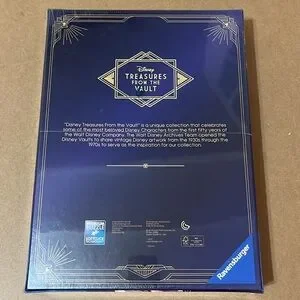 Disney
TREASURES
FROM THE
VAULT
"Disney Treasures From the Vault" is a unique collection that celebrates
some of the most beloved Disney Characters from the first fifty years of
the Walt Disney Company. The Walt Disney Archives Team opened the
Disney Vaults to share vintage Disney artwork from the 1930s through the
1970s to serve as the inspiration for our collection.
PUZZLE
SOFTCLICK
FSC
Ravensburger